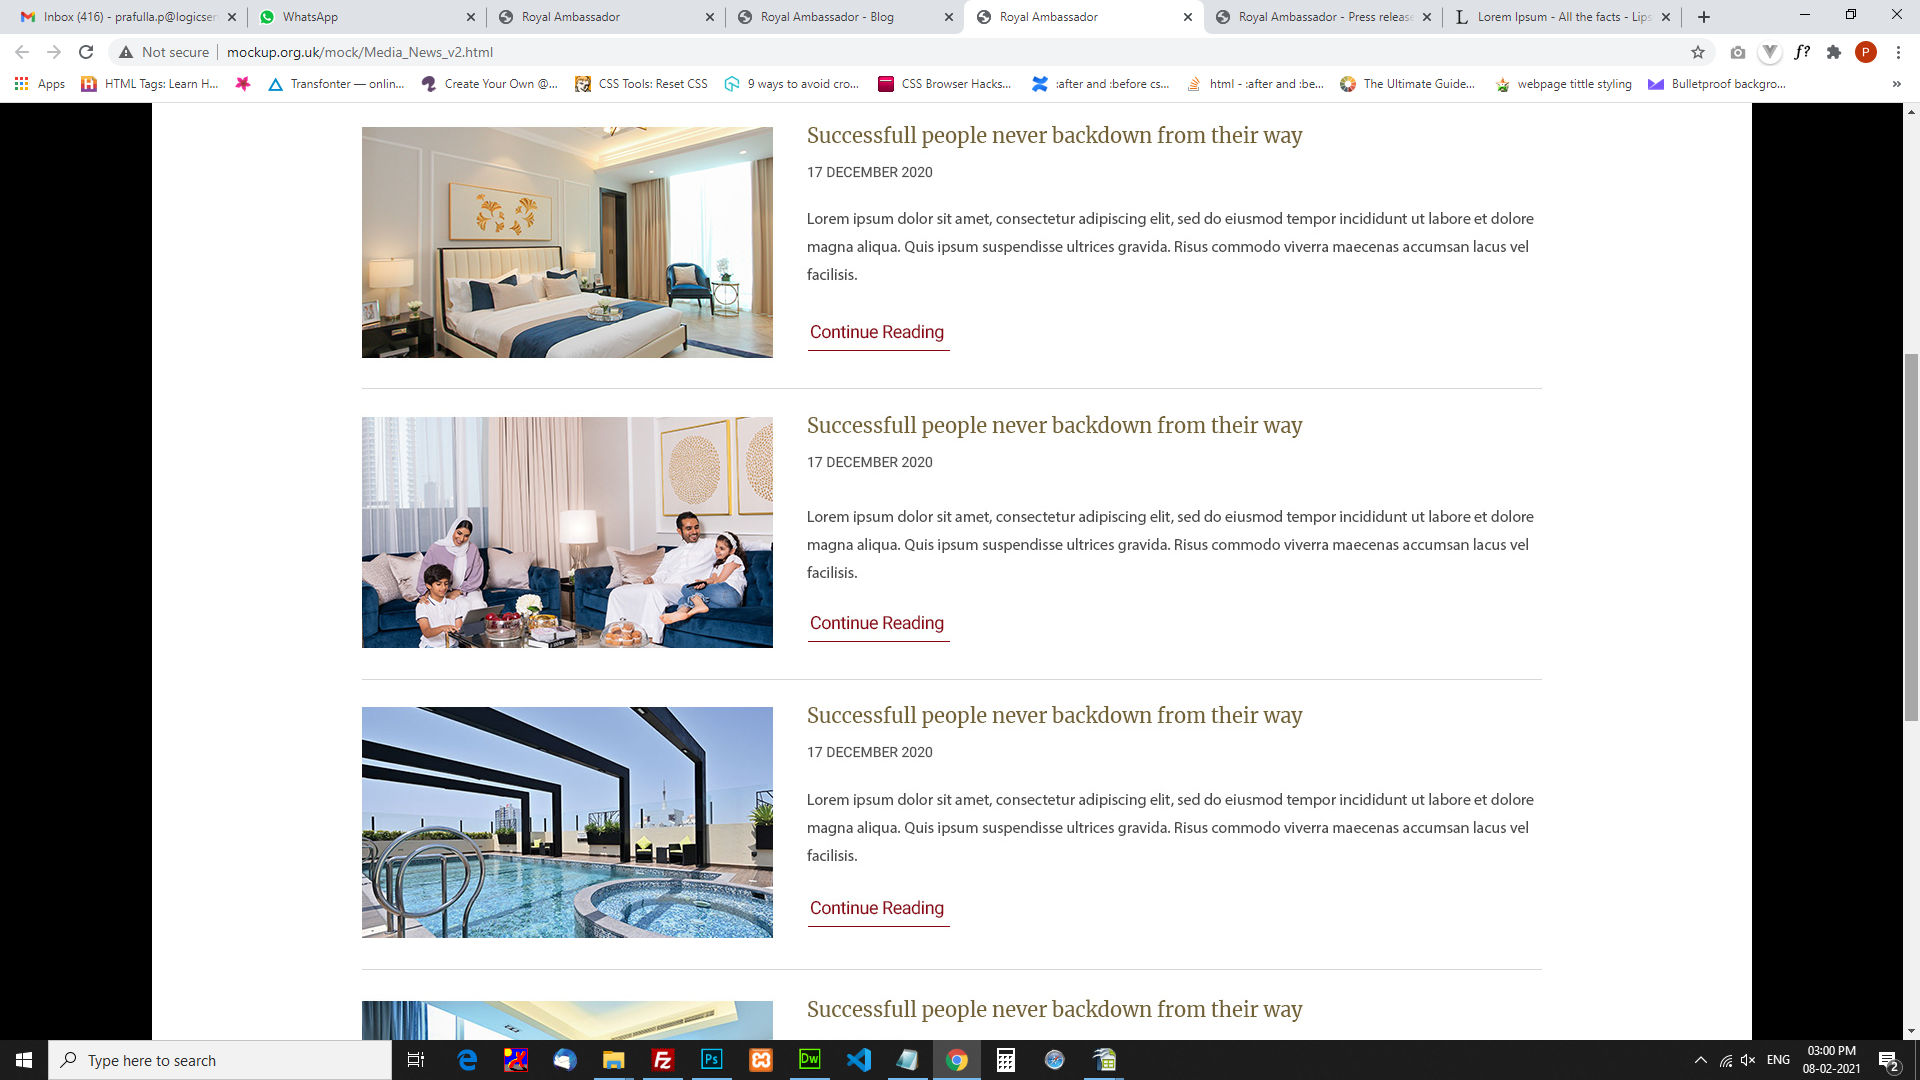 Inbox (416) - prafulla.p@logicser
WhatsApp
Royal Ambassador
Royal Ambassador - Blog
Royal Ambassador
Royal Ambassador - Press release
Lorem Ipsum - All the facts - Lips
Not secure
mockup.org.uk/mock/Media_News_v2.html
f?
P
Apps
HTML Tags: Learn H...
Transfonter — onlin...
Create Your Own @...
CSS Tools: Reset CSS
9 ways to avoid cro...
CSS Browser Hacks...
:after and :before cs...
html - :after and :be...
The Ultimate Guide...
webpage tittle styling
Bulletproof backgro...
»
Successfull people never backdown from their way
17 DECEMBER 2020
Lorem ipsum dolor sit amet, consectetur adipiscing elit, sed do eiusmod tempor incididunt ut labore et dolore
magna aliqua. Quis ipsum suspendisse ultrices gravida. Risus commodo viverra maecenas accumsan lacus vel
facilisis.
Continue Reading
Successfull people never backdown from their way
17 DECEMBER 2020
Lorem ipsum dolor sit amet, consectetur adipiscing elit, sed do eiusmod tempor incididunt ut labore et dolore
magna aliqua. Quis ipsum suspendisse ultrices gravida. Risus commodo viverra maecenas accumsan lacus vel
facilisis.
Continue Reading
Successfull people never backdown from their way
17 DECEMBER 2020
Lorem ipsum dolor sit amet, consectetur adipiscing elit, sed do eiusmod tempor incididunt ut labore et dolore
magna aliqua. Quis ipsum suspendisse ultrices gravida. Risus commodo viverra maecenas accumsan lacus vel
facilisis.
Continue Reading
Successfull people never backdown from their way
Type here to search
Fz
Ps
Dw
ENG
03:00 PM
08-02-2021
2